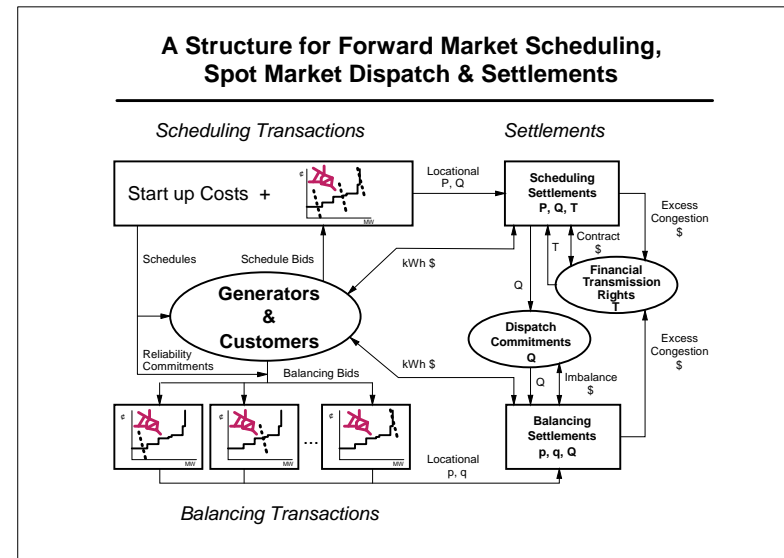 A Structure for Forward Market Scheduling,
Spot Market Dispatch & Settlements
Scheduling Transactions
Settlements
Start up Costs +
¢
MW
Locational
P, Q
Scheduling
Settlements
P, Q, T
Excess
Congestion
$
Schedules
Schedule Bids
kWh $
T
Contract
$
Financial
Transmission
Rights
T
Generators
&
Customers
Q
Dispatch
Commitments
Q
Reliability
Commitments
Balancing Bids
kWh $
Q
Imbalance
$
Excess
Congestion
$
¢
MW
¢
MW
...
¢
MW
Balancing
Settlements
p, q, Q
Locational
p, q
Balancing Transactions